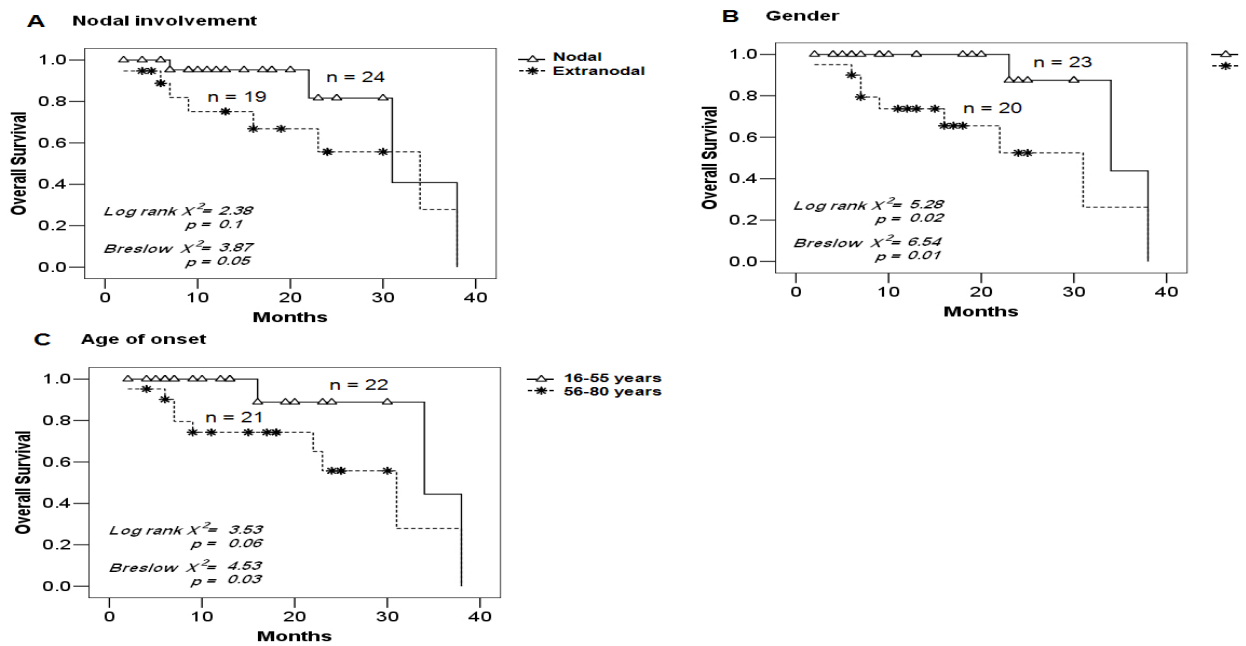 A Nodal involvement
Nodal
Extranodal
1.0
0.8
0.6
0.4
0.2
0.0
Overall Survival
n = 24
n = 19
Log rank X²= 2.38
p = 0.1
Breslow X²= 3.87
p = 0.05
0 10 20 30 40
Months
B Gender
1.0
0.8
0.6
0.4
0.2
0.0
Overall Survival
n = 23
n = 20
Log rank X²= 5.28
p = 0.02
Breslow X²= 6.54
p = 0.01
0 10 20 30 40
Months
C Age of onset
16-55 years
56-80 years
1.0
0.8
0.6
0.4
0.2
0.0
Overall Survival
n = 22
n = 21
Log rank X²= 3.53
p = 0.06
Breslow X²= 4.53
p = 0.03
0 10 20 30 40
Months